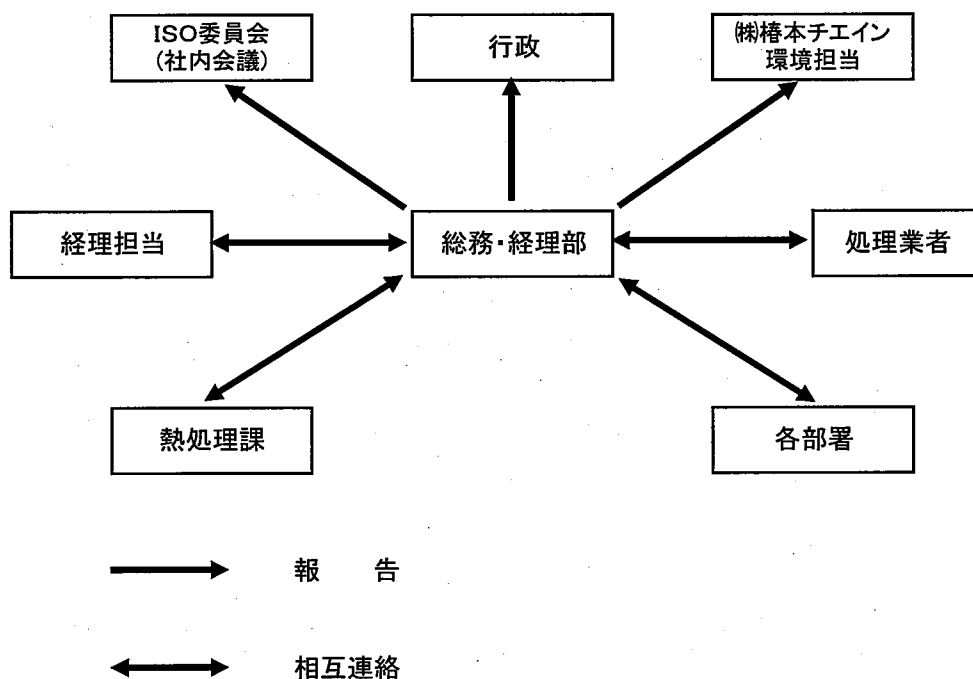 ISO委員会
(社内会議)
行政
㈱椿本チエイン
環境担当
経理担当
総務・経理部
処理業者
熱処理課
各部署
報 告
相互連絡